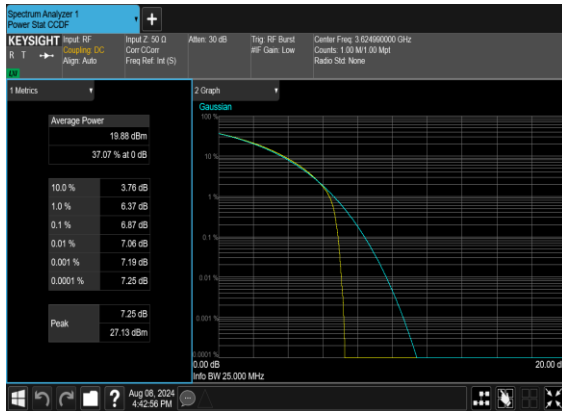 Spectrum Analyzer 1
Power Stat CCDF
KEYSIGHT
R T
LXI
Input: RF
Coupling: DC
Align: Auto
Input Z: 50 Ω
Corr CCorr
Freq Ref: Int (S)
Atten: 30 dB
Trig: RF Burst
#IF Gain: Low
Center Freq: 3.624990000 GHz
Counts: 1.00 M/1.00 Mpt
Radio Std: None
1 Metrics
Average Power
19.88 dBm
37.07 % at 0 dB
10.0 % 3.76 dB
1.0 % 6.37 dB
0.1 % 6.87 dB
0.01 % 7.06 dB
0.001 % 7.19 dB
0.0001 % 7.25 dB
Peak
7.25 dB
27.13 dBm
2 Graph
Gaussian
100 %
10 %
1 %
0.1 %
0.01 %
0.001 %
0.0001 %
0.00 dB
20.00 d
Info BW 25.000 MHz
?
Aug 08, 2024
4:42:56 PM